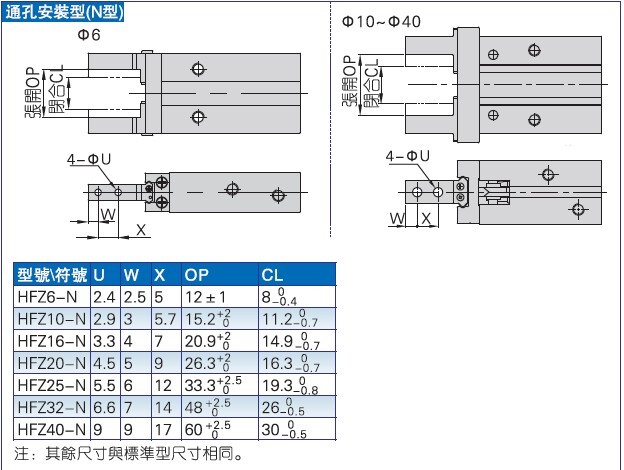 通孔安裝型(N型)
Φ6
Φ10~Φ40
張開OP
閉合CL
張開OP
閉合CL
4-ΦU
4-ΦU
W
X
W
X
型號\符號 U W X OP CL
HFZ6-N 2.4 2.5 5 12±1 8 0 -0.4
HFZ10-N 2.9 3 5.7 15.2 +2 0 11.2 0 -0.7
HFZ16-N 3.3 4 7 20.9 +2 0 14.9 0 -0.7
HFZ20-N 4.5 5 9 26.3 +2 0 16.3 0 -0.7
HFZ25-N 5.5 6 12 33.3 +2.5 0 19.3 0 -0.8
HFZ32-N 6.6 7 14 48 +2.5 0 26 0 -0.5
HFZ40-N 9 9 17 60 +2.5 0 30 0 -0.5
注: 其餘尺寸與標準型尺寸相同。